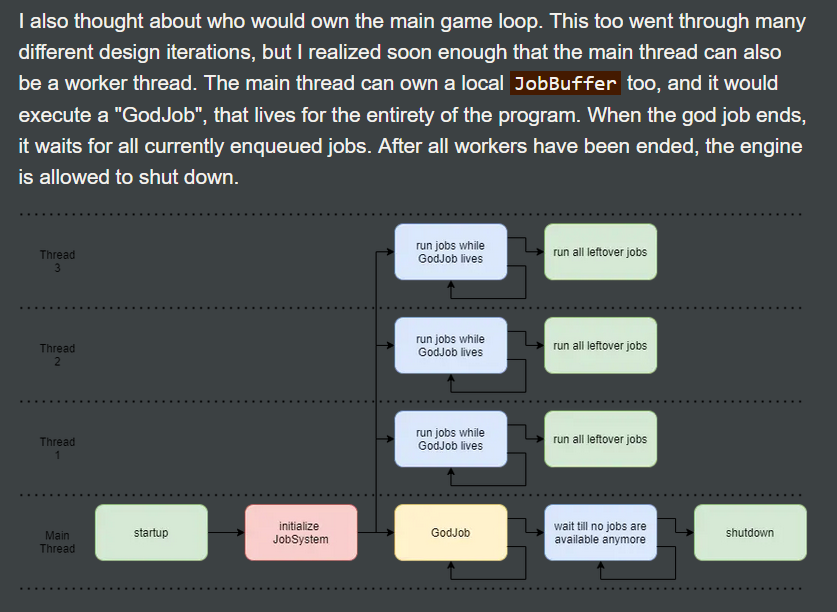 I also thought about who would own the main game loop. This too went through many
different design iterations, but I realized soon enough that the main thread can also
be a worker thread. The main thread can own a local JobBuffer too, and it would
execute a "GodJob", that lives for the entirety of the program. When the god job ends,
it waits for all currently enqueued jobs. After all workers have been ended, the engine
is allowed to shut down.
Thread
3
run jobs while
GodJob lives
run all leftover jobs
Thread
2
run jobs while
GodJob lives
run all leftover jobs
Thread
1
run jobs while
GodJob lives
run all leftover jobs
Main
Thread
startup
initialize
JobSystem
GodJob
wait till no jobs are
available anymore
shutdown